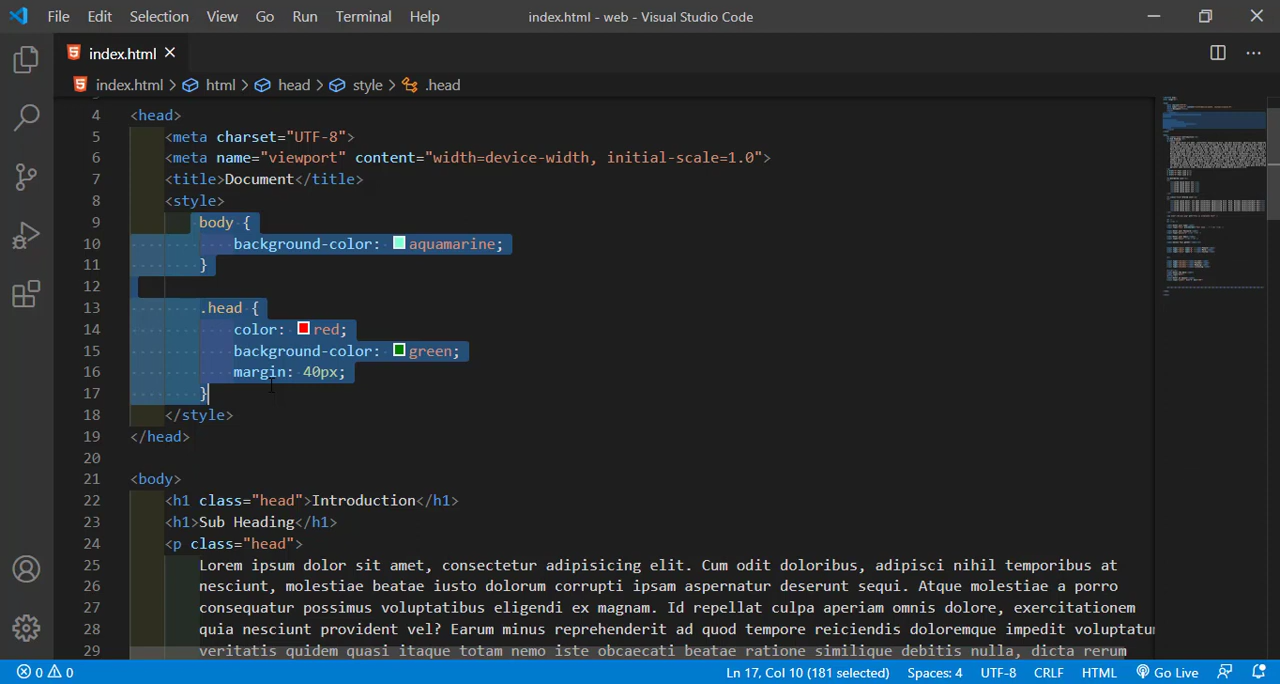 File Edit Selection View Go Run Terminal Help index.html - web - Visual Studio Code
index.html
index.html > html > head > style > .head
4 <head>
5 <meta charset="UTF-8">
6 <meta name="viewport" content="width=device-width, initial-scale=1.0">
7 <title>Document</title>
8 <style>
9 body {
10 background-color: aquamarine;
11 }
12
13 .head {
14 color: red;
15 background-color: green;
16 margin: 40px;
17 }
18 </style>
19 </head>
20
21 <body>
22 <h1 class="head">Introduction</h1>
23 <h1>Sub Heading</h1>
24 <p class="head">
25 Lorem ipsum dolor sit amet, consectetur adipisicing elit. Cum odit doloribus, adipisci nihil temporibus at
26 nesciunt, molestiae beatae iusto dolorum corrupti ipsam aspernatur deserunt sequi. Atque molestiae a porro
27 consequatur possimus voluptatibus eligendi ex magnam. Id repellat culpa aperiam omnis dolore, exercitationem
28 quia nesciunt provident vel? Earum minus reprehenderit ad quod tempore reiciendis doloremque impedit voluptatum
29 veritatis quidem quasi itaque totam nemo iste obcaecati beatae ratione similique debitis nulla, dicta rerum
0 0 Ln 17, Col 10 (181 selected) Spaces: 4 UTF-8 CRLF HTML Go Live